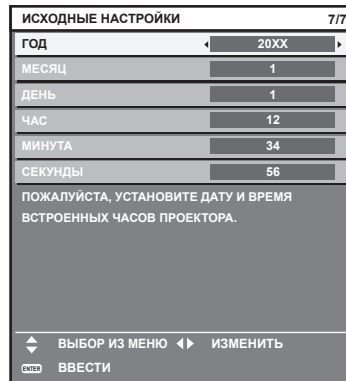 ИСХОДНЫЕ НАСТРОЙКИ 7/7
ГОД 20XX
МЕСЯЦ 1
ДЕНЬ 1
ЧАС 12
МИНУТА 34
СЕКУНДЫ 56
ПОЖАЛУЙСТА, УСТАНОВИТЕ ДАТУ И ВРЕМЯ
ВСТРОЕННЫХ ЧАСОВ ПРОЕКТОРА.
ВЫБОР ИЗ МЕНЮ ИЗМЕНИТЬ
ENTER ВВЕСТИ